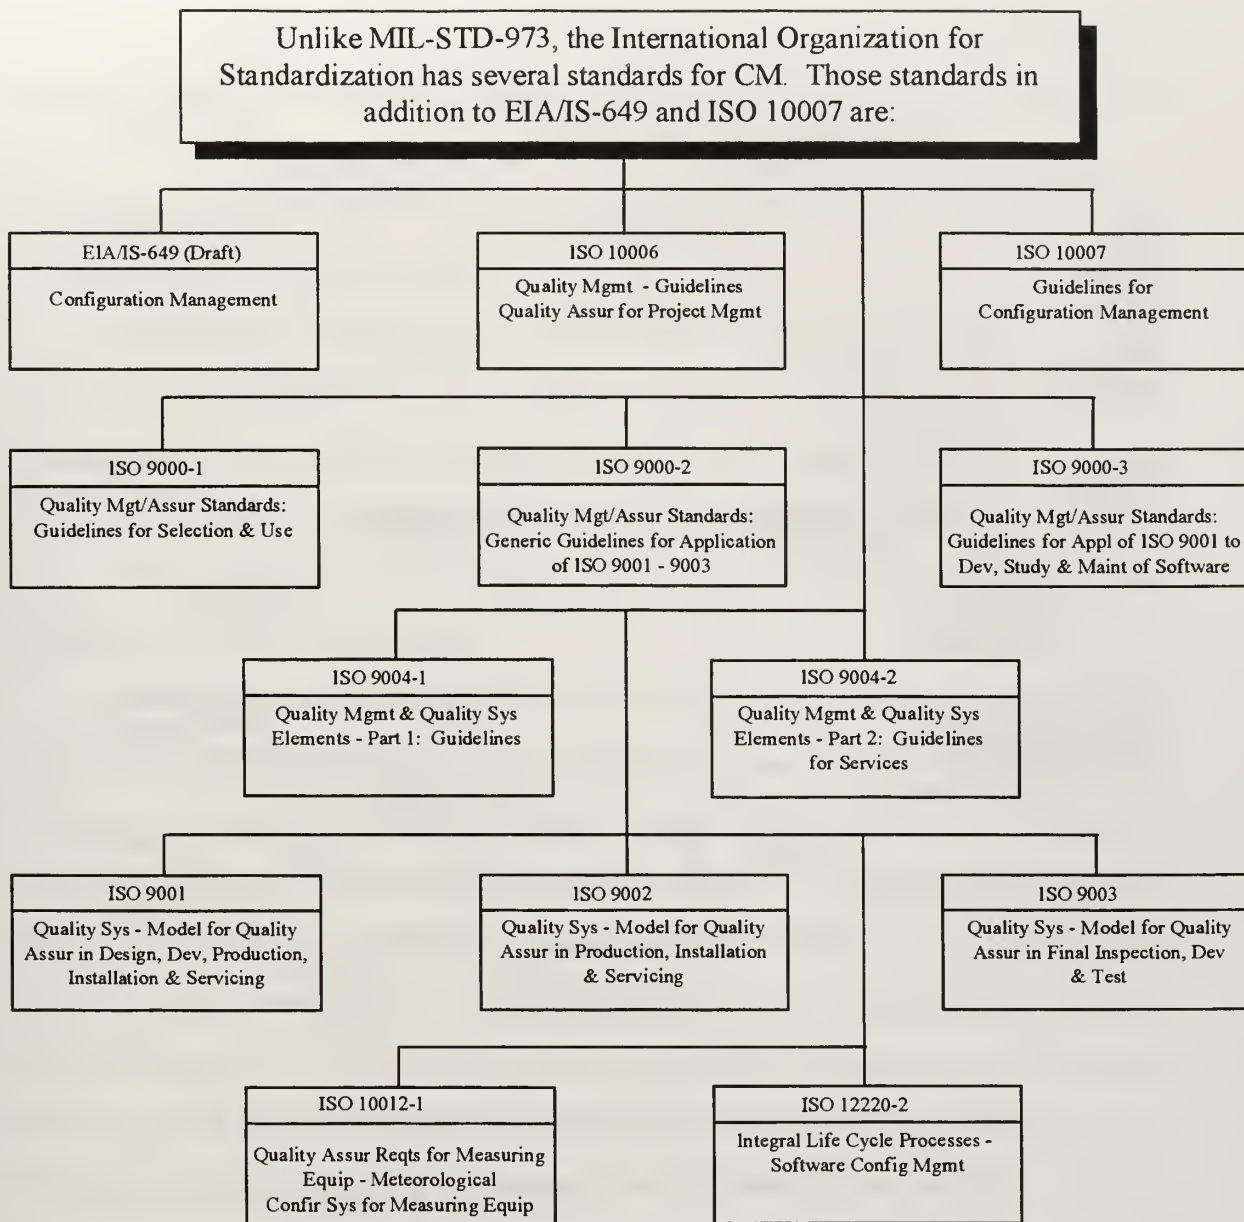 Unlike MIL-STD-973, the International Organization for
Standardization has several standards for CM. Those standards in
addition to EIA/IS-649 and ISO 10007 are:
EIA/IS-649 (Draft)
Configuration Management
ISO 10006
Quality Mgmt - Guidelines
Quality Assur for Project Mgmt
ISO 10007
Guidelines for
Configuration Management
ISO 9000-1
Quality Mgt/Assur Standards:
Guidelines for Selection & Use
ISO 9000-2
Quality Mgt/Assur Standards:
Generic Guidelines for Application
of ISO 9001 - 9003
ISO 9000-3
Quality Mgt/Assur Standards:
Guidelines for Appl of ISO 9001 to
Dev, Study & Maint of Software
ISO 9004-1
Quality Mgmt & Quality Sys
Elements - Part 1: Guidelines
ISO 9004-2
Quality Mgmt & Quality Sys
Elements - Part 2: Guidelines
for Services
ISO 9001
Quality Sys - Model for Quality
Assur in Design, Dev, Production,
Installation & Servicing
ISO 9002
Quality Sys - Model for Quality
Assur in Production, Installation
& Servicing
ISO 9003
Quality Sys - Model for Quality
Assur in Final Inspection, Dev
& Test
ISO 10012-1
Quality Assur Reqts for Measuring
Equip - Meteorological
Confir Sys for Measuring Equip
ISO 12220-2
Integral Life Cycle Processes -
Software Config Mgmt